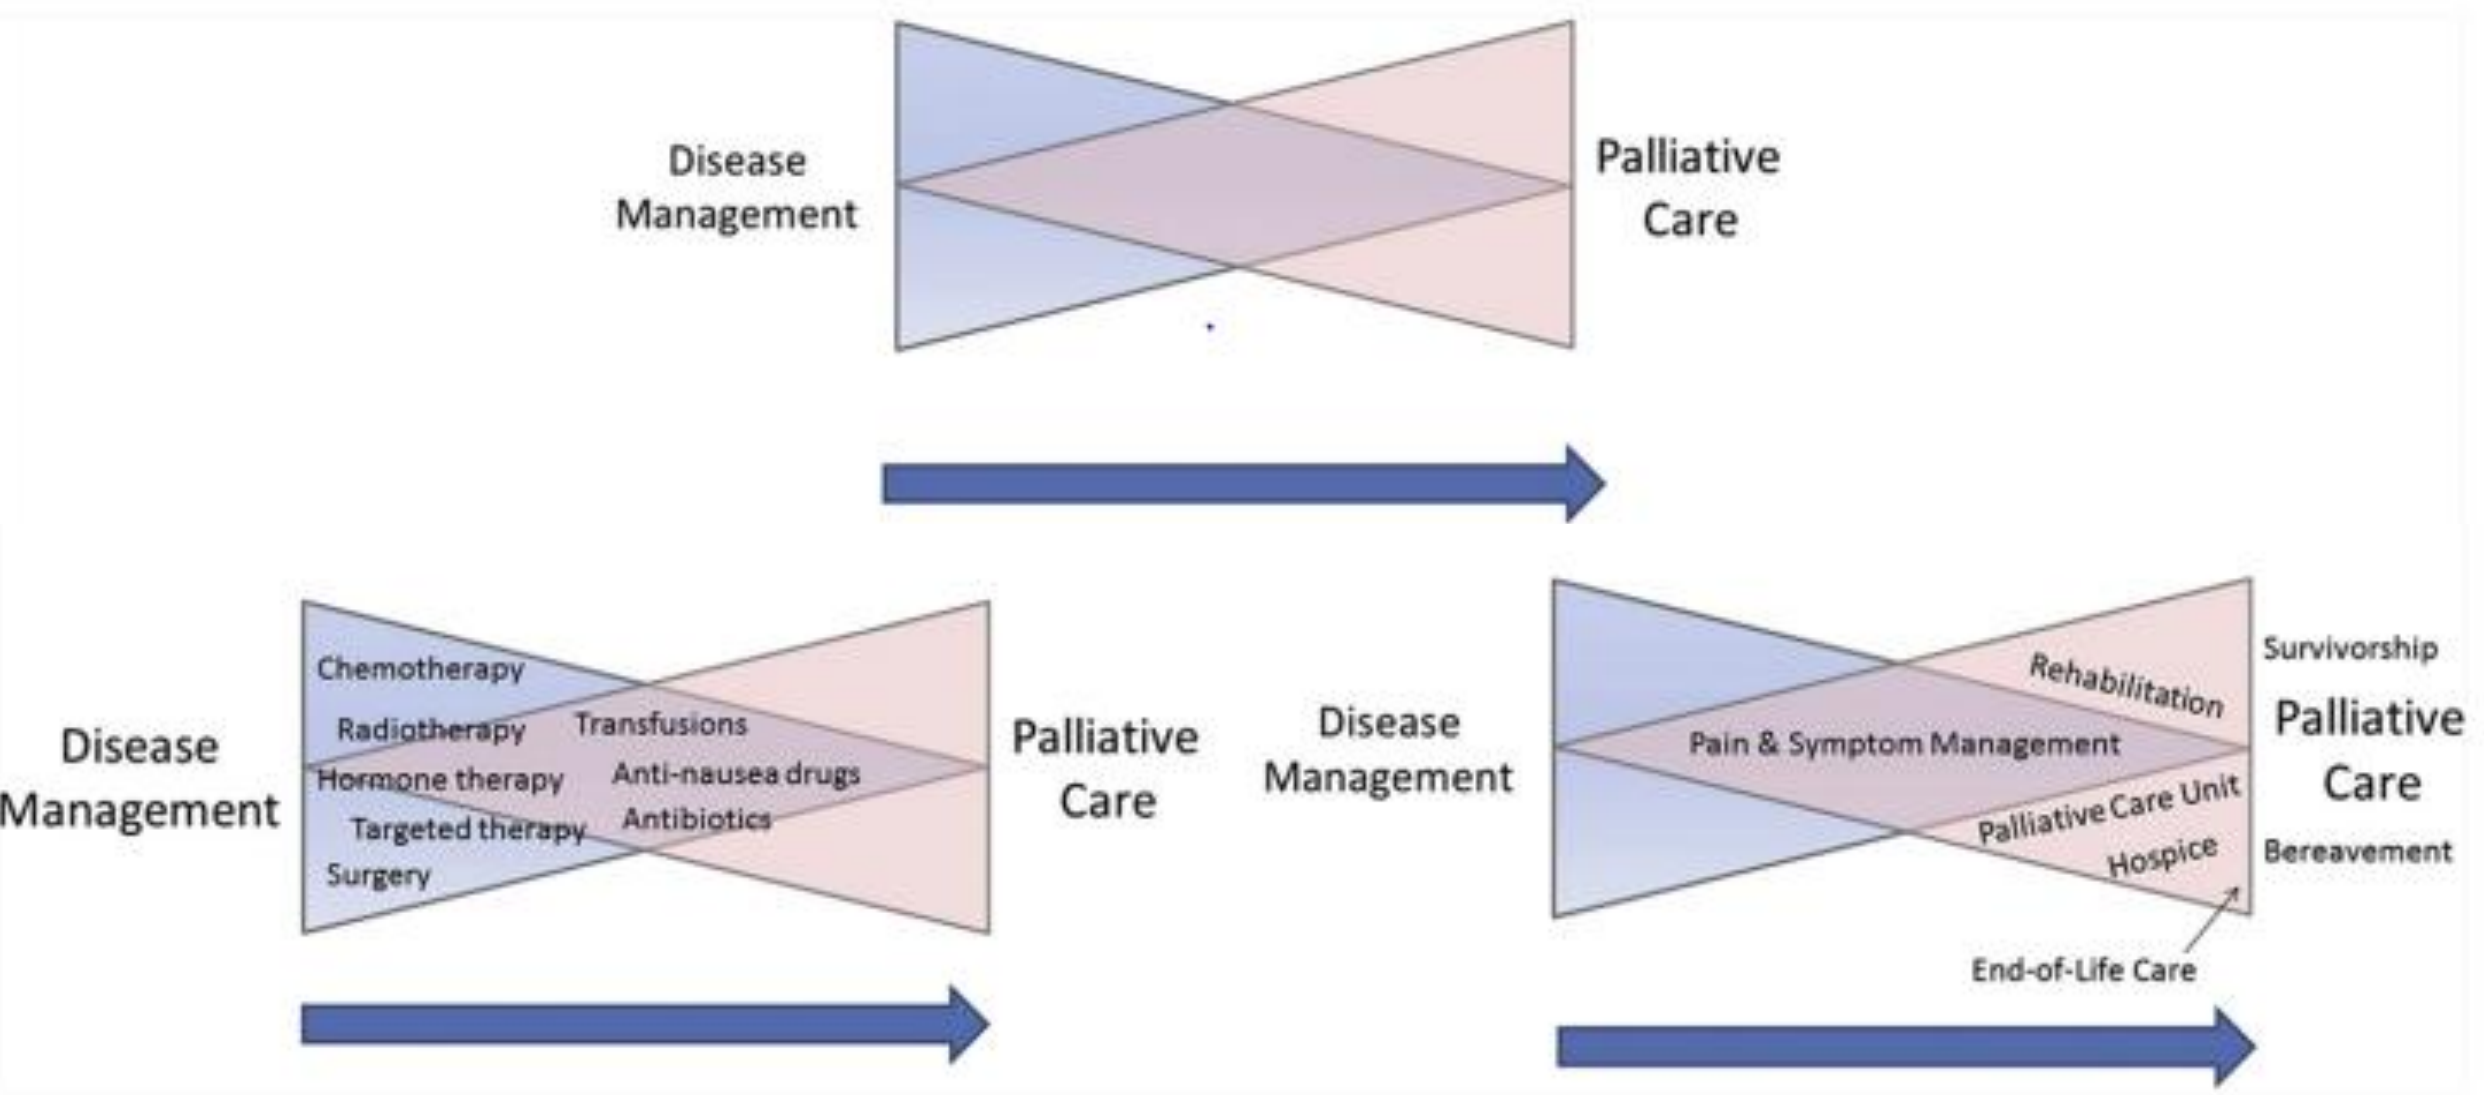 Disease
Management
Palliative
Care
Disease
Management
Chemotherapy
Radiotherapy
Hormone therapy
Targeted therapy
Surgery
Transfusions
Anti-nausea drugs
Antibiotics
Palliative
Care
Disease
Management
Pain & Symptom Management
Rehabilitation
Palliative Care Unit
Hospice
End-of-Life Care
Survivorship
Palliative
Care
Bereavement